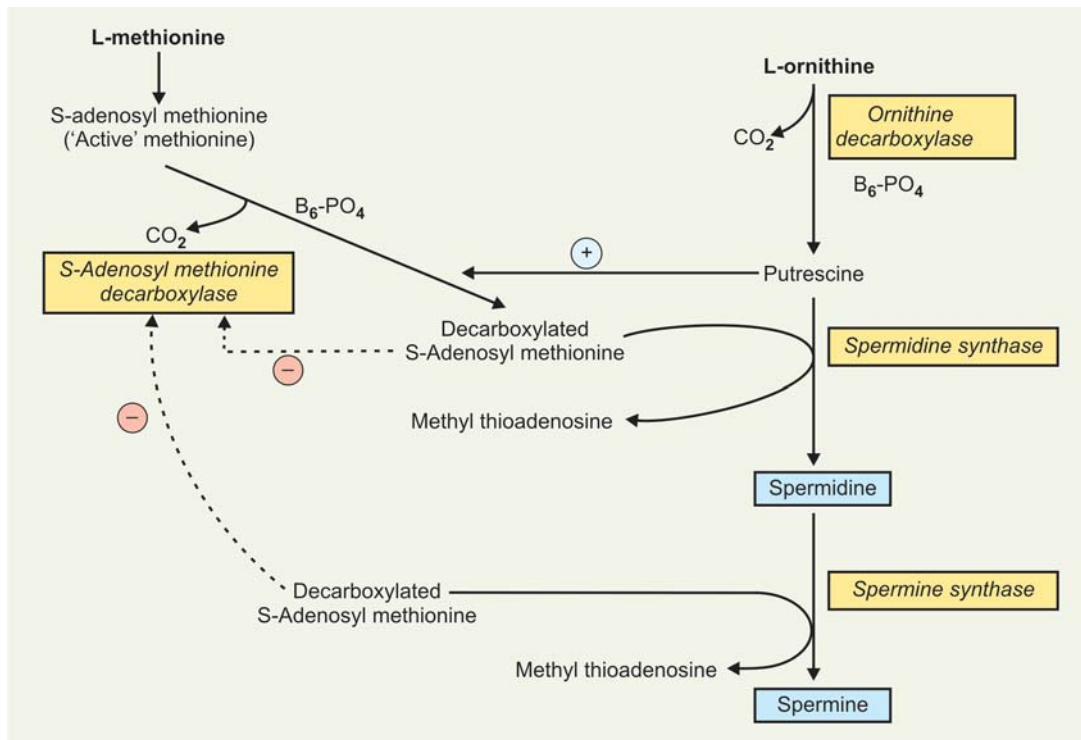 L-methionine
S-adenosyl methionine
('Active' methionine)
B6-PO4
CO2
S-Adenosyl methionine
decarboxylase
L-ornithine
CO2
Ornithine
decarboxylase
B6-PO4
+
Putrescine
Decarboxylated
S-Adenosyl methionine
−
−
Spermidine synthase
Methyl thioadenosine
Spermidine
Decarboxylated
S-Adenosyl methionine
Spermine synthase
Methyl thioadenosine
Spermine